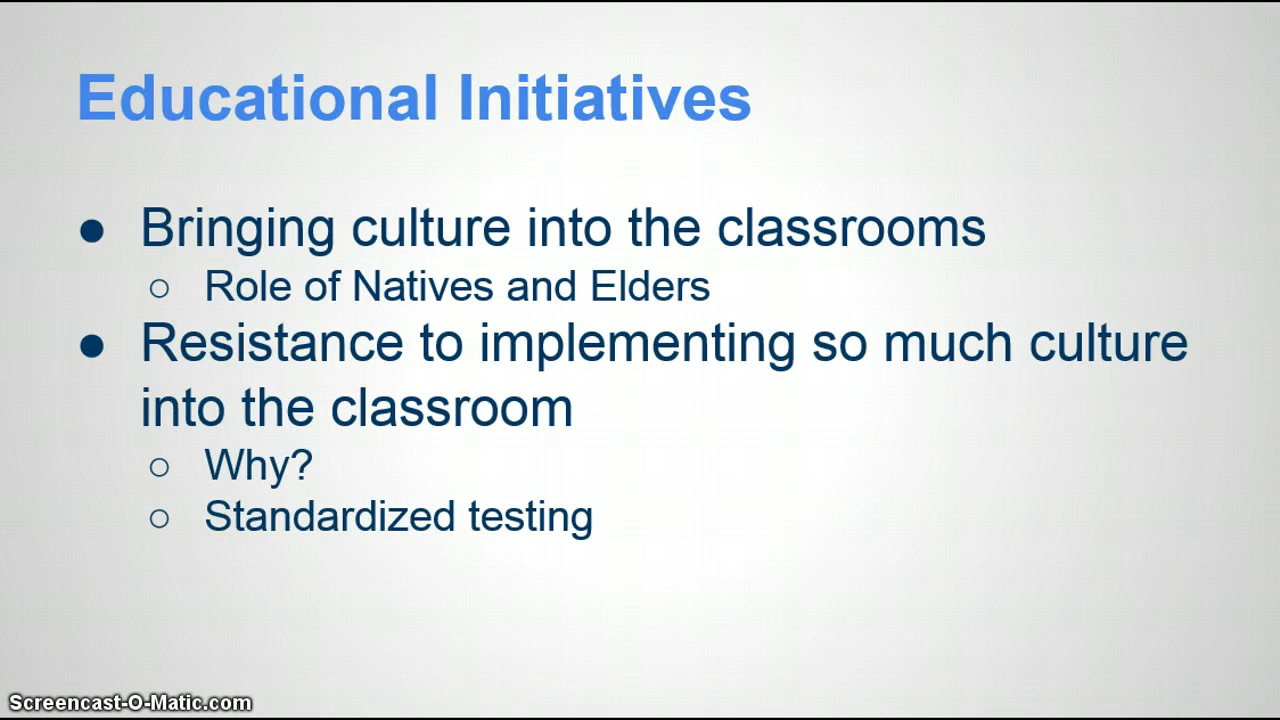 Educational Initiatives
● Bringing culture into the classrooms
○ Role of Natives and Elders
● Resistance to implementing so much culture
into the classroom
○ Why?
○ Standardized testing
Screencast-O-Matic.com